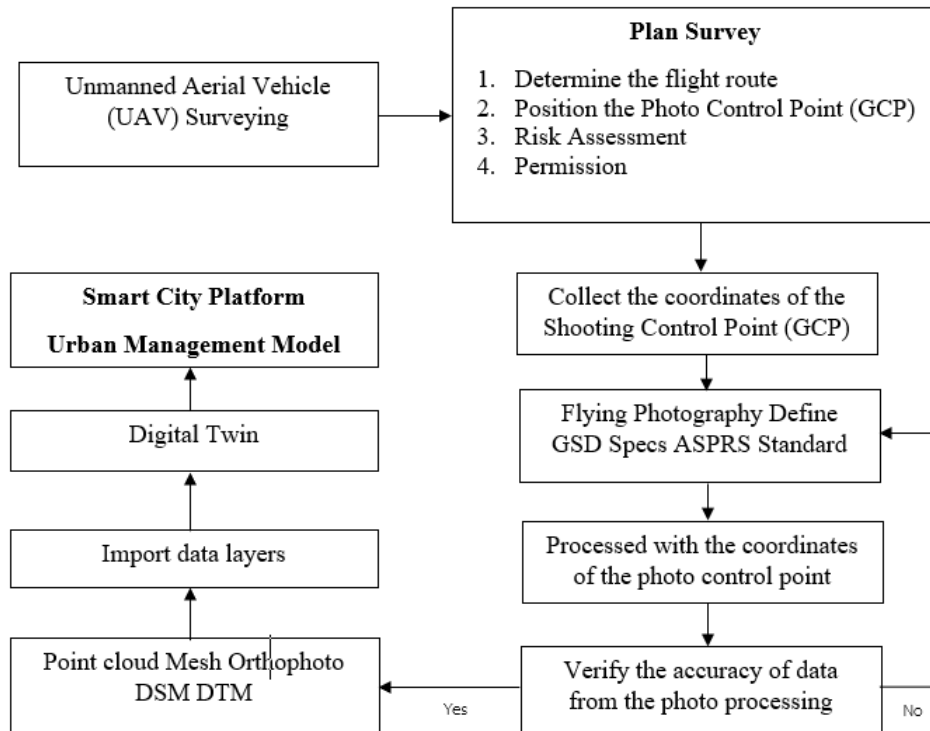 Unmanned Aerial Vehicle
(UAV) Surveying
Plan Survey
1. Determine the flight route
2. Position the Photo Control Point (GCP)
3. Risk Assessment
4. Permission
Collect the coordinates of the
Shooting Control Point (GCP)
Flying Photography Define
GSD Specs ASPRS Standard
Processed with the coordinates
of the photo control point
Verify the accuracy of data
from the photo processing
No
Yes
Point cloud Mesh Orthophoto
DSM DTM
Import data layers
Digital Twin
Smart City Platform
Urban Management Model